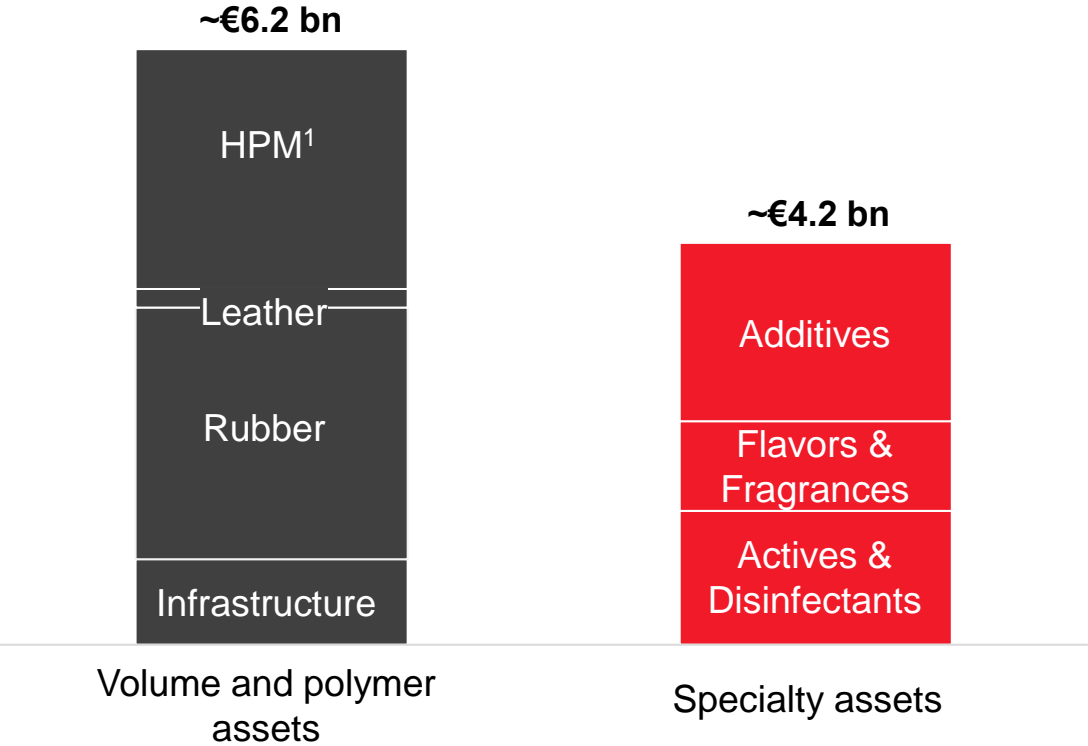 ~€6.2 bn
HPM¹
Leather
Rubber
Infrastructure
Volume and polymer
assets
~€4.2 bn
Additives
Flavors &
Fragrances
Actives &
Disinfectants
Specialty assets